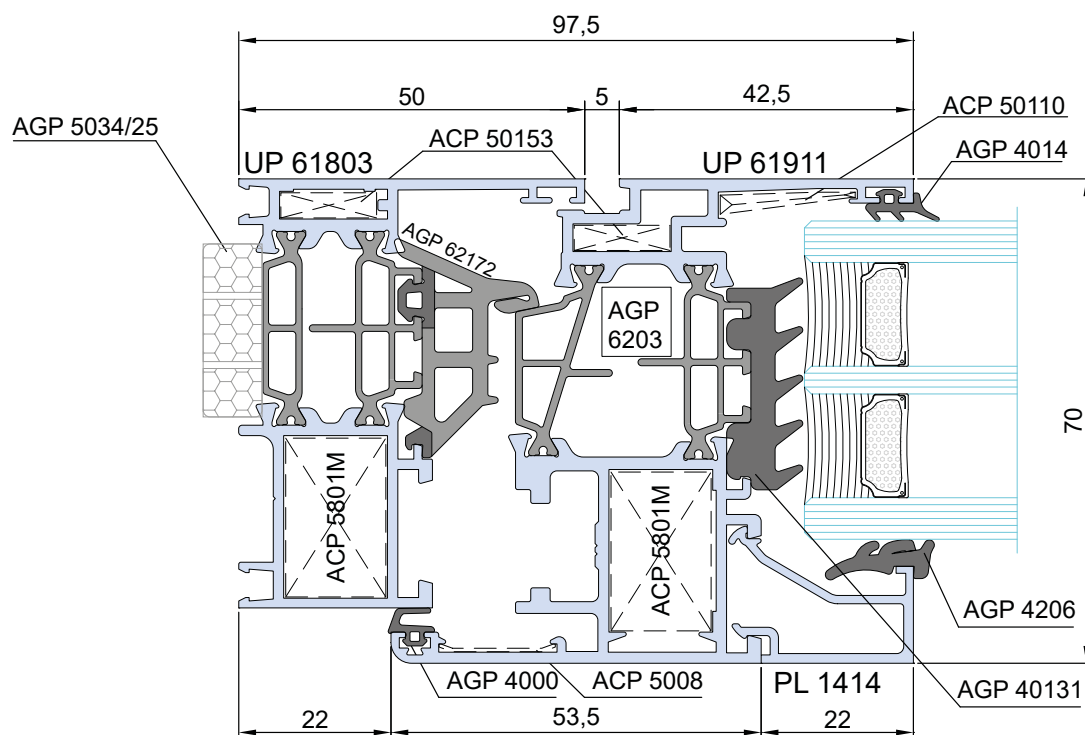 97,5
50
5
42,5
ACP 50110
AGP 5034/25
ACP 50153
AGP 4014
UP 61803
UP 61911
AGP 62172
AGP
6203
70
ACP 5801M
ACP 5801M
AGP 4206
AGP 4000
ACP 5008
PL 1414
AGP 40131
22
53,5
22